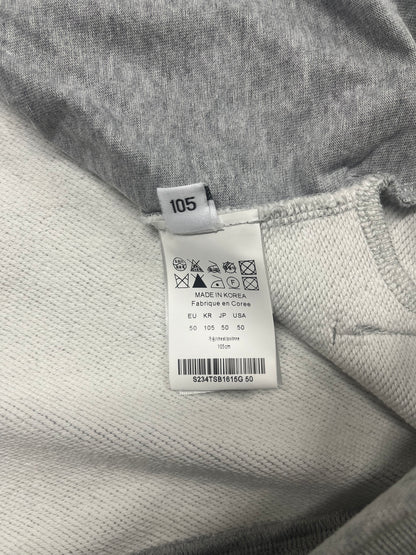 105
MADE IN KOREA
Fabrique en Coree
EU KR JP USA
50 105 50 50
105cm
S234TSB1615G 50